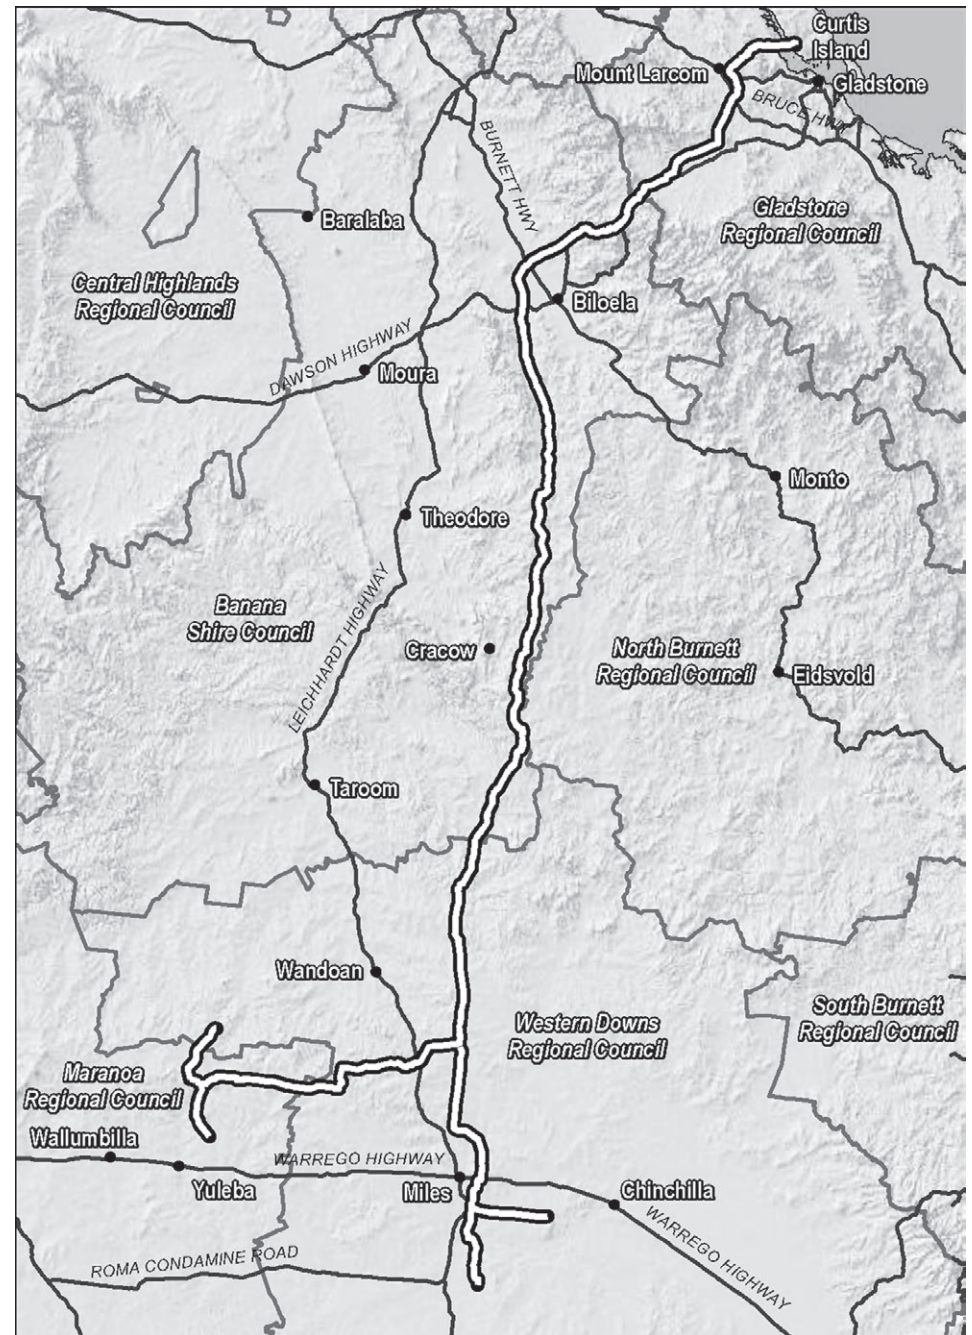 Curtis
Island
Mount Larcom
Gladstone
BRUCE HWY
BURNETT HWY
Baralaba
Gladstone
Regional Council
Central Highlands
Regional Council
Biloela
DAWSON HIGHWAY
Moura
Monto
Theodore
Banana
Shire Council
LEICHHARDT HIGHWAY
Cracow
North Burnett
Regional Council
Eidsvold
Taroom
Wandoan
Western Downs
Regional Council
South Burnett
Regional Council
Maranoa
Regional Council
Wallumbilla
WARREGO HIGHWAY
Yuleba
Miles
Chinchilla
WARREGO HIGHWAY
ROMA CONDAMINE ROAD